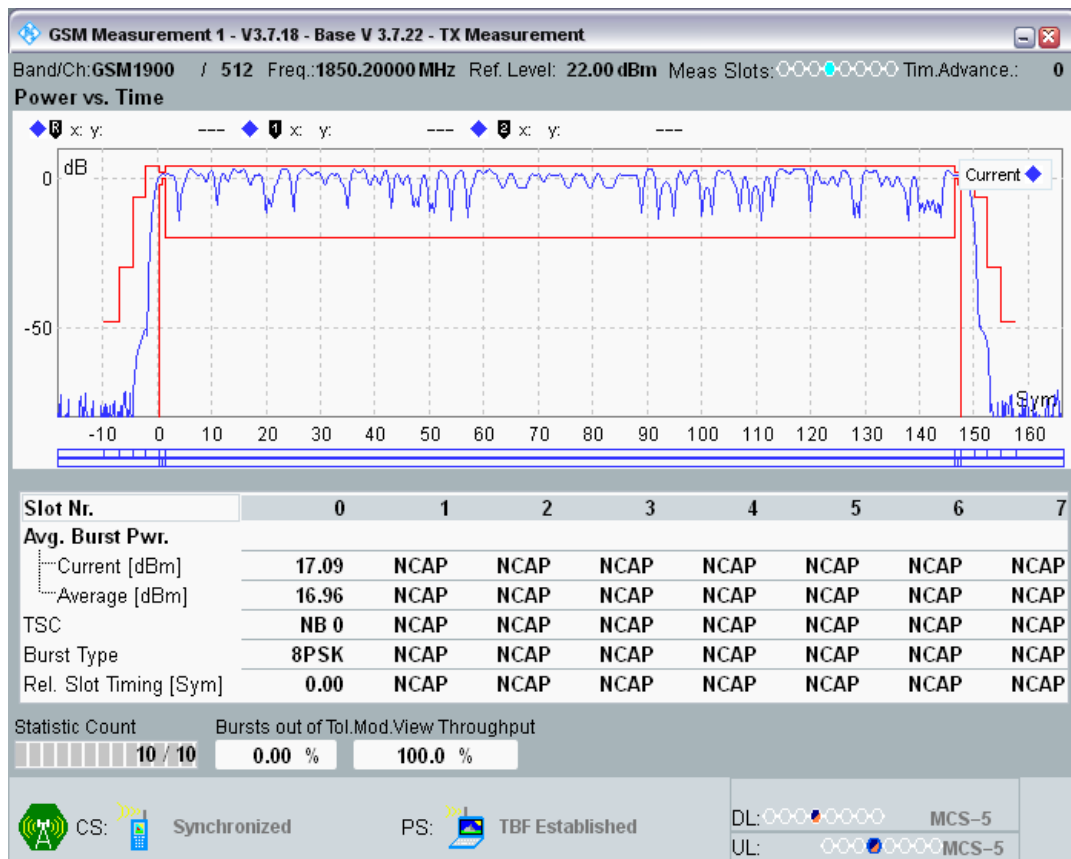 GSM Measurement 1 - V3.7.18 - Base V 3.7.22 - TX Measurement
Band/Ch:GSM1900 / 512 Freq.:1850.20000 MHz Ref. Level: 22.00 dBm Meas Slots: Tim.Advance.: 0
Power vs. Time
R x: y: --- 1 x: y: --- 2 x: y: ---
dB
0
Current
-50
Sym
-10 0 10 20 30 40 50 60 70 80 90 100 110 120 130 140 150 160
Slot Nr. 0 1 2 3 4 5 6 7
Avg. Burst Pwr.
Current [dBm] 17.09 NCAP NCAP NCAP NCAP NCAP NCAP NCAP
Average [dBm] 16.96 NCAP NCAP NCAP NCAP NCAP NCAP NCAP
TSC NB 0 NCAP NCAP NCAP NCAP NCAP NCAP NCAP
Burst Type 8PSK NCAP NCAP NCAP NCAP NCAP NCAP NCAP
Rel. Slot Timing [Sym] 0.00 NCAP NCAP NCAP NCAP NCAP NCAP NCAP
Statistic Count Bursts out of Tol.Mod.View Throughput
10 / 10 0.00 % 100.0 %
CS: Synchronized PS: TBF Established DL: MCS-5
UL: MCS-5